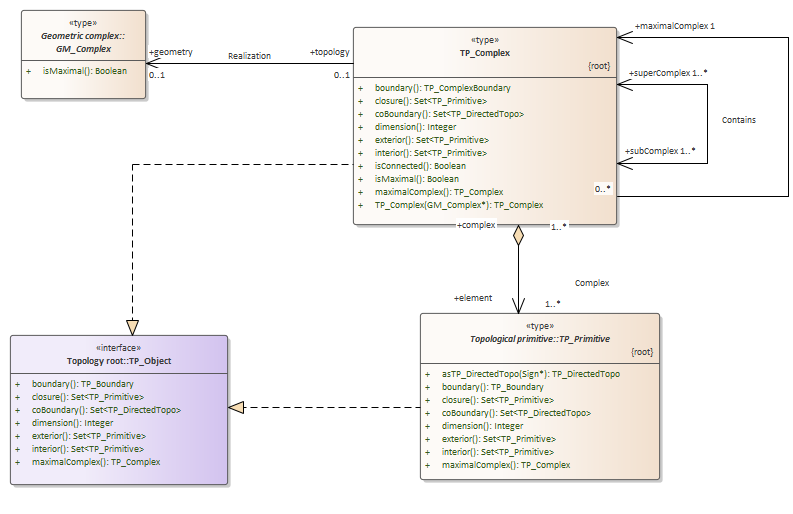 «type»
Geometric complex::
GM_Complex
+ isMaximal(): Boolean
+geometry
0..1
Realization
+topology
0..1
«type»
TP_Complex
{root}
+ boundary(): TP_ComplexBoundary
+ closure(): Set<TP_Primitive>
+ coBoundary(): Set<TP_DirectedTopo>
+ dimension(): Integer
+ exterior(): Set<TP_Primitive>
+ interior(): Set<TP_Primitive>
+ isConnected(): Boolean
+ isMaximal(): Boolean
+ maximalComplex(): TP_Complex
+ TP_Complex(GM_Complex*): TP_Complex
+maximalComplex 1
+superComplex 1..*
Contains
+subComplex 1..*
0..*
+complex
1..*
Complex
+element
1..*
«interface»
Topology root::TP_Object
+ boundary(): TP_Boundary
+ closure(): Set<TP_Primitive>
+ coBoundary(): Set<TP_DirectedTopo>
+ dimension(): Integer
+ exterior(): Set<TP_Primitive>
+ interior(): Set<TP_Primitive>
+ maximalComplex(): TP_Complex
«type»
Topological primitive::TP_Primitive
{root}
+ asTP_DirectedTopo(Sign*): TP_DirectedTopo
+ boundary(): TP_Boundary
+ closure(): Set<TP_Primitive>
+ coBoundary(): Set<TP_DirectedTopo>
+ dimension(): Integer
+ exterior(): Set<TP_Primitive>
+ interior(): Set<TP_Primitive>
+ maximalComplex(): TP_Complex